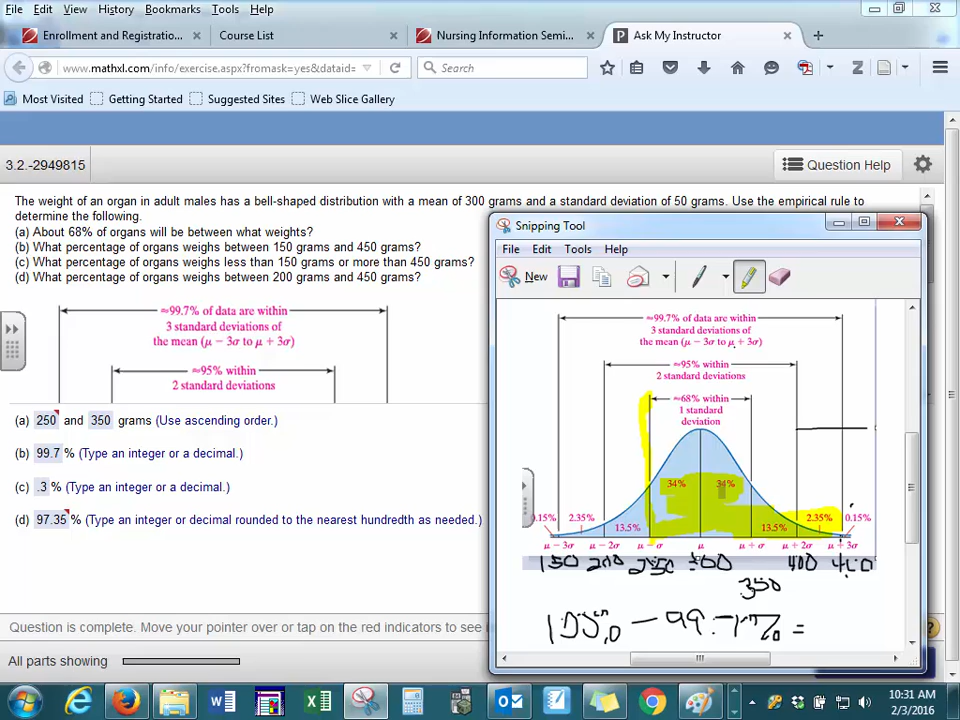 File Edit View History Bookmarks Tools Help
Enrollment and Registratio... Course List Nursing Information Semi... Ask My Instructor
www.mathxl.com/info/exercise.aspx?fromask=yes&dataid= Search
Most Visited Getting Started Suggested Sites Web Slice Gallery
3.2.-2949815 Question Help
The weight of an organ in adult males has a bell-shaped distribution with a mean of 300 grams and a standard deviation of 50 grams. Use the empirical rule to
determine the following.
(a) About 68% of organs will be between what weights?
(b) What percentage of organs weighs between 150 grams and 450 grams?
(c) What percentage of organs weighs less than 150 grams or more than 450 grams?
(d) What percentage of organs weighs between 200 grams and 450 grams?
≈99.7% of data are within
3 standard deviations of
the mean (μ − 3σ to μ + 3σ)
≈95% within
2 standard deviations
(a) 250 and 350 grams (Use ascending order.)
(b) 99.7 % (Type an integer or a decimal.)
(c) .3 % (Type an integer or a decimal.)
(d) 97.35 % (Type an integer or decimal rounded to the nearest hundredth as needed.)
Question is complete. Move your pointer over or tap on the red indicators to see
All parts showing
Snipping Tool
File Edit Tools Help
New
≈99.7% of data are within
3 standard deviations of
the mean (μ − 3σ to μ + 3σ)
≈95% within
2 standard deviations
≈68% within
1 standard
deviation
34% 34%
0.15% 2.35% 13.5% 13.5% 2.35% 0.15%
μ − 3σ μ − 2σ μ − σ μ μ + σ μ + 2σ μ + 3σ
150 200 250 300 400
350
10:31 AM
2/3/2016